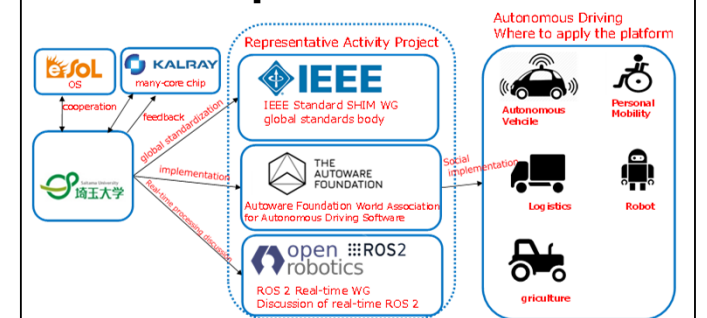 Autonomous Driving
Where to apply the platform
Representative Activity Project
eSOL
OS
KALRAY
many-core chip
cooperation
feedback
global standardization
implementation
Real-time processing discussion
Saitama University
埼玉大学
IEEE
IEEE Standard SHIM WG
global standards body
THE
AUTOWARE
FOUNDATION
Autoware Foundation World Association
for Autonomous Driving Software
open
robotics
ROS2
ROS 2 Real-time WG
Discussion of real-time ROS 2
Social
implementation
Autonomous
Vehcile
Personal
Mobility
Logistics
Robot
griculture